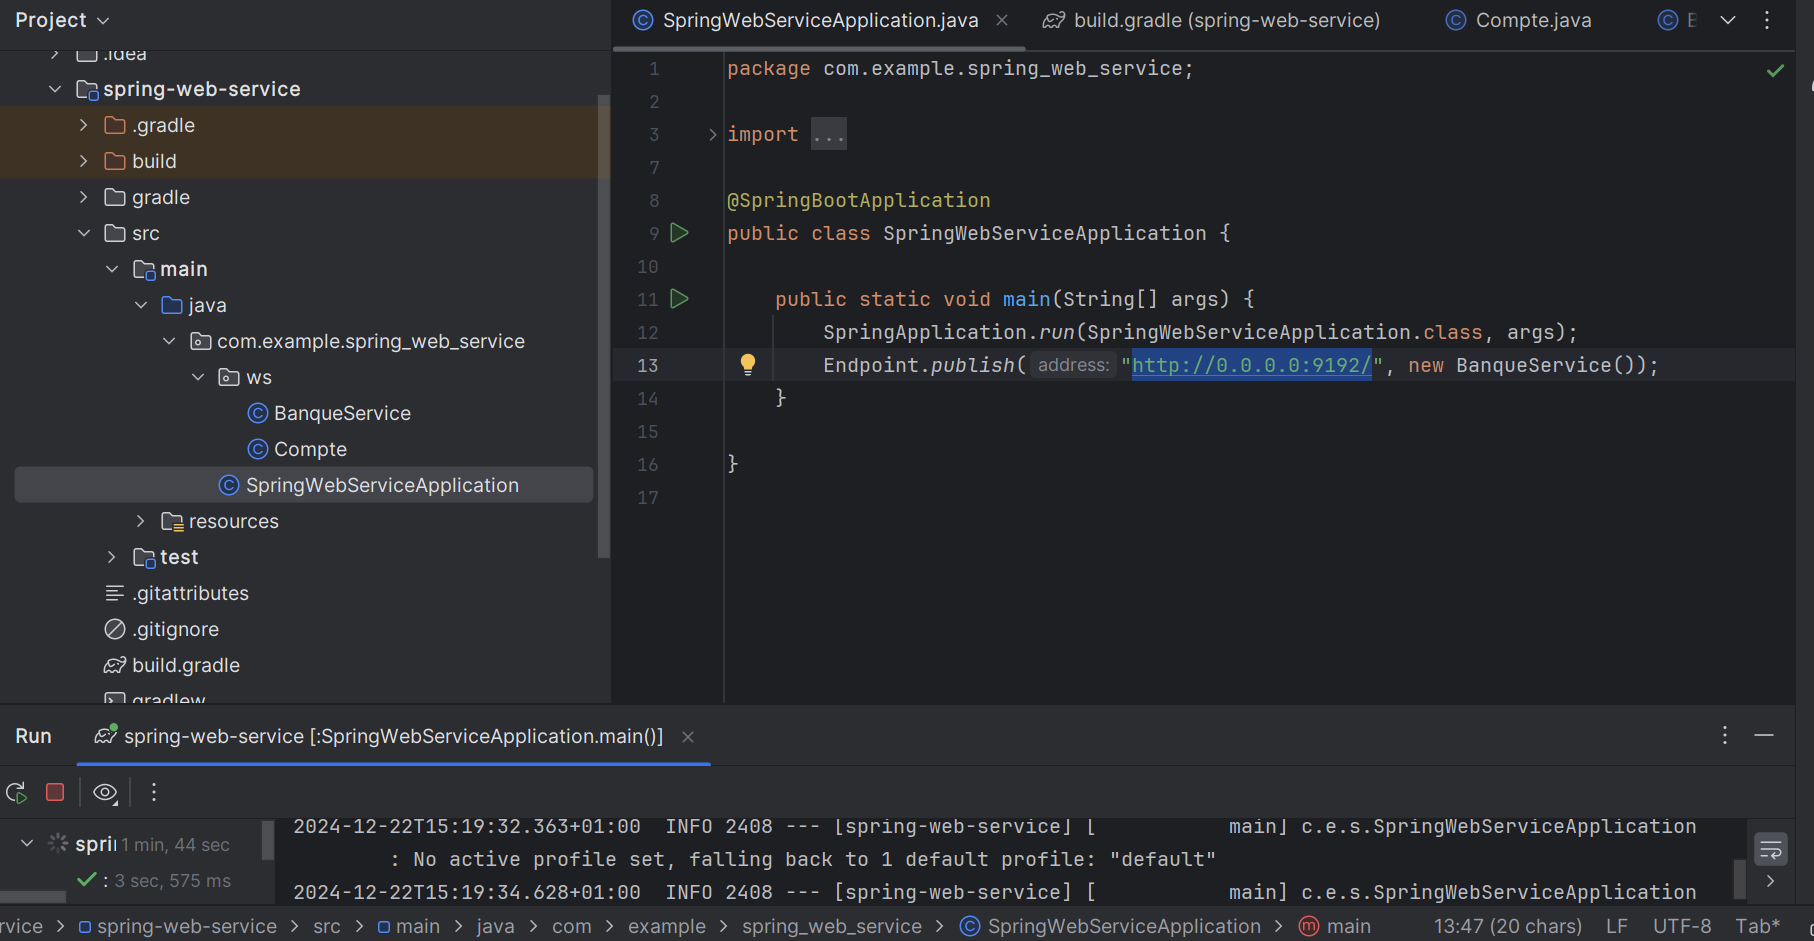 Project
.idea
spring-web-service
.gradle
build
gradle
src
main
java
com.example.spring_web_service
ws
BanqueService
Compte
SpringWebServiceApplication
resources
test
.gitattributes
.gitignore
build.gradle
gradlew
SpringWebServiceApplication.java
build.gradle (spring-web-service)
Compte.java
1 package com.example.spring_web_service;
2
3 import ...
7
8 @SpringBootApplication
9 public class SpringWebServiceApplication {
10
11 public static void main(String[] args) {
12 SpringApplication.run(SpringWebServiceApplication.class, args);
13 Endpoint.publish( address: "http://0.0.0.0:9192/", new BanqueService());
14 }
15
16 }
17
Run
spring-web-service [:SpringWebServiceApplication.main()]
spri 1 min, 44 sec
: 3 sec, 575 ms
2024-12-22T15:19:32.363+01:00 INFO 2408 --- [spring-web-service] [ main] c.e.s.SpringWebServiceApplication
: No active profile set, falling back to 1 default profile: "default"
2024-12-22T15:19:34.628+01:00 INFO 2408 --- [spring-web-service] [ main] c.e.s.SpringWebServiceApplication
rvice > spring-web-service > src > main > java > com > example > spring_web_service > SpringWebServiceApplication > main
13:47 (20 chars) LF UTF-8 Tab*